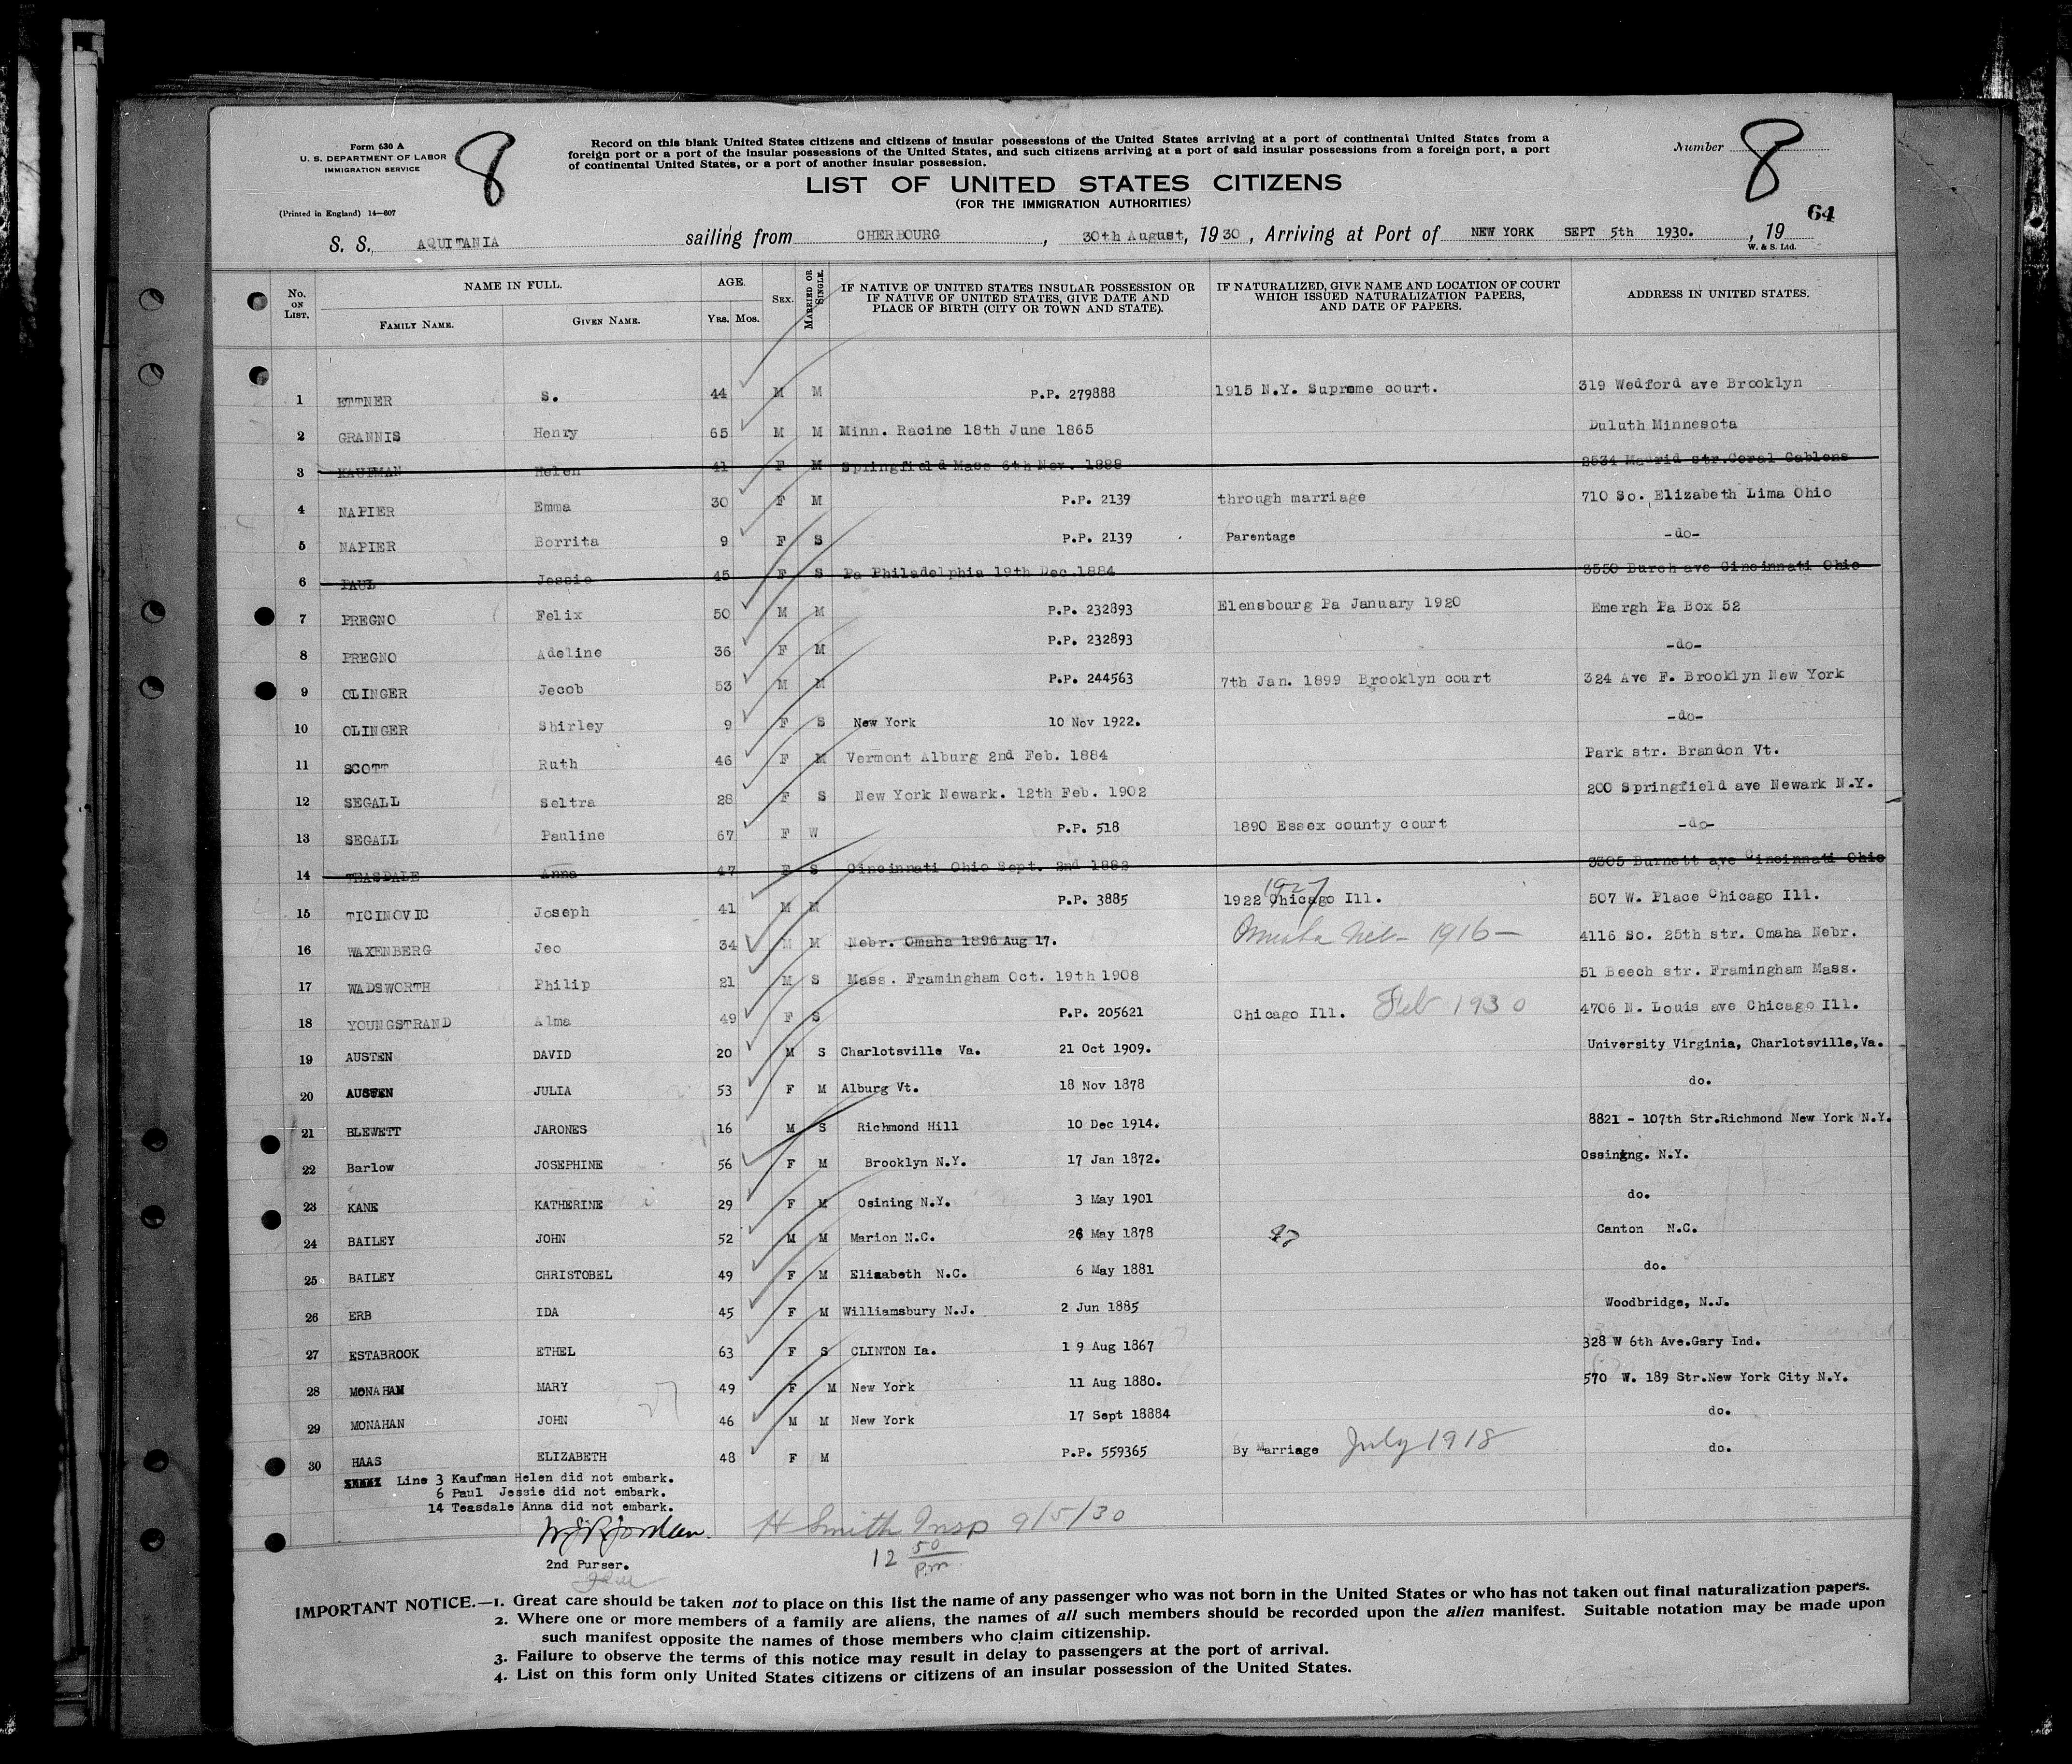 Form 630 A
U. S. DEPARTMENT OF LABOR
IMMIGRATION SERVICE
(Printed in England) 14—607
8
Record on this blank United States citizens and citizens of insular possessions of the United States arriving at a port of continental United States from a
foreign port or a port of the insular possessions of the United States, and such citizens arriving at a port of said insular possessions from a foreign port, a port
of continental United States, or a port of another insular possession.
Number 8
LIST OF UNITED STATES CITIZENS
(FOR THE IMMIGRATION AUTHORITIES)
64
S. S. AQUITANIA sailing from CHERBOURG , 30th August, 1930, Arriving at Port of NEW YORK SEPT 5th 1930. , 19
W. & S. Ltd.
No. ON LIST. NAME IN FULL. AGE. SEX. MARRIED OR SINGLE. IF NATIVE OF UNITED STATES INSULAR POSSESSION OR IF NATIVE OF UNITED STATES, GIVE DATE AND PLACE OF BIRTH (CITY OR TOWN AND STATE). IF NATURALIZED, GIVE NAME AND LOCATION OF COURT WHICH ISSUED NATURALIZATION PAPERS, AND DATE OF PAPERS. ADDRESS IN UNITED STATES.
FAMILY NAME. GIVEN NAME. YRS. MOS.
1 ETTNER S. 44 M M P.P. 279888 1915 N.Y. Supreme court. 319 Wedford ave Brooklyn
2 GRANNIS Henry 65 M M Minn. Racine 18th June 1865 Duluth Minnesota
3 KAUFMAN Helen 41 F M Springfield Mass 6th Nov. 1888 2534 Madrid str.Coral Gablens
4 NAPIER Emma 30 F M P.P. 2139 through marriage 710 So. Elizabeth Lima Ohio
5 NAPIER Borrita 9 F S P.P. 2139 Parentage -do-
6 PAUL Jessie 45 F S Pa Philadelphia 19th Dec.1884 3550 Burch ave Cincinnati Ohio
7 PREGNO Felix 50 M M P.P. 232893 Elensbourg Pa January 1920 Emergh Pa Box 52
8 PREGNO Adeline 36 F M P.P. 232893 -do-
9 OLINGER Jecob 53 M M P.P. 244563 7th Jan. 1899 Brooklyn court 324 Ave F. Brooklyn New York
10 OLINGER Shirley 9 F S New York 10 Nov 1922. -do-
11 SCOTT Ruth 46 F M Vermont Alburg 2nd Feb. 1884 Park str. Brandon Vt.
12 SEGALL Seltra 28 F S New York Newark. 12th Feb. 1902 200 Springfield ave Newark N.Y.
13 SEGALL Pauline 67 F W P.P. 518 1890 Essex county court -do-
14 TEASDALE Anna 47 F S Cincinnati Ohio Sept. 2nd 1883 3305 Burnett ave Cincinnati Ohio
15 TICINOVIC Joseph 41 M M P.P. 3885 1922 Chicago Ill. 1927 507 W. Place Chicago Ill.
16 WAXENBERG Jeo 34 M M Nebr. Omaha 1896 Aug 17. Omaha Neb - 1916 - 4116 So. 25th str. Omaha Nebr.
17 WADSWORTH Philip 21 M S Mass. Framingham Oct. 19th 1908 51 Beech str. Framingham Mass.
18 YOUNGSTRAND Alma 49 F S P.P. 205621 Chicago Ill. Feb 1930 4706 N. Louis ave Chicago Ill.
19 AUSTEN DAVID 20 M S Charlotsville Va. 21 Oct 1909. University Virginia, Charlotsville,Va.
20 AUSTEN JULIA 53 F M Alburg Vt. 18 Nov 1878 do.
21 BLEWETT JARONES 16 M S Richmond Hill 10 Dec 1914. 8821 - 107th Str.Richmond New York N.Y.
22 Barlow JOSEPHINE 56 F M Brooklyn N.Y. 17 Jan 1872. Ossining. N.Y.
23 KANE KATHERINE 29 F M Osining N.Y. 3 May 1901 do.
24 BAILEY JOHN 52 M M Marion N.C. 26 May 1878 Canton N.C.
25 BAILEY CHRISTOBEL 49 F M Elizabeth N.C. 6 May 1881 do.
26 ERB IDA 45 F M Williamsbury N.J. 2 Jun 1885 Woodbridge, N.J.
27 ESTABROOK ETHEL 63 F S CLINTON Ia. 19 Aug 1867 328 W 6th Ave.Gary Ind.
28 MONAHAN MARY 49 F M New York 11 Aug 1880. 570 W. 189 Str.New York City N.Y.
29 MONAHAN JOHN 46 M M New York 17 Sept 18884 do.
30 HAAS ELIZABETH 48 F M P.P. 559365 By Marriage July 1918 do.
Line 3 Kaufman Helen did not embark.
6 Paul Jessie did not embark.
14 Teasdale Anna did not embark.
H Smith Insp 9/5/30
12 50 p.m.
2nd Purser.
IMPORTANT NOTICE.—1. Great care should be taken not to place on this list the name of any passenger who was not born in the United States or who has not taken out final naturalization papers.
2. Where one or more members of a family are aliens, the names of all such members should be recorded upon the alien manifest. Suitable notation may be made upon
such manifest opposite the names of those members who claim citizenship.
3. Failure to observe the terms of this notice may result in delay to passengers at the port of arrival.
4. List on this form only United States citizens or citizens of an insular possession of the United States.